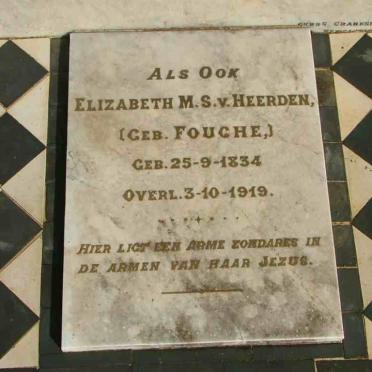 Als Ook
Elizabeth M.S.v. Heerden,
(Geb. Fouche,)
Geb. 25-9-1834
Overl. 3-10-1919.
Hier ligt een arme zondares in
de armen van haar Jezus.